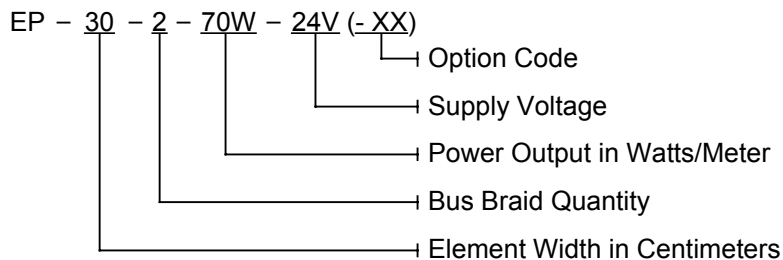 EP – 30 – 2 – 70W – 24V (- XX)
Option Code
Supply Voltage
Power Output in Watts/Meter
Bus Braid Quantity
Element Width in Centimeters